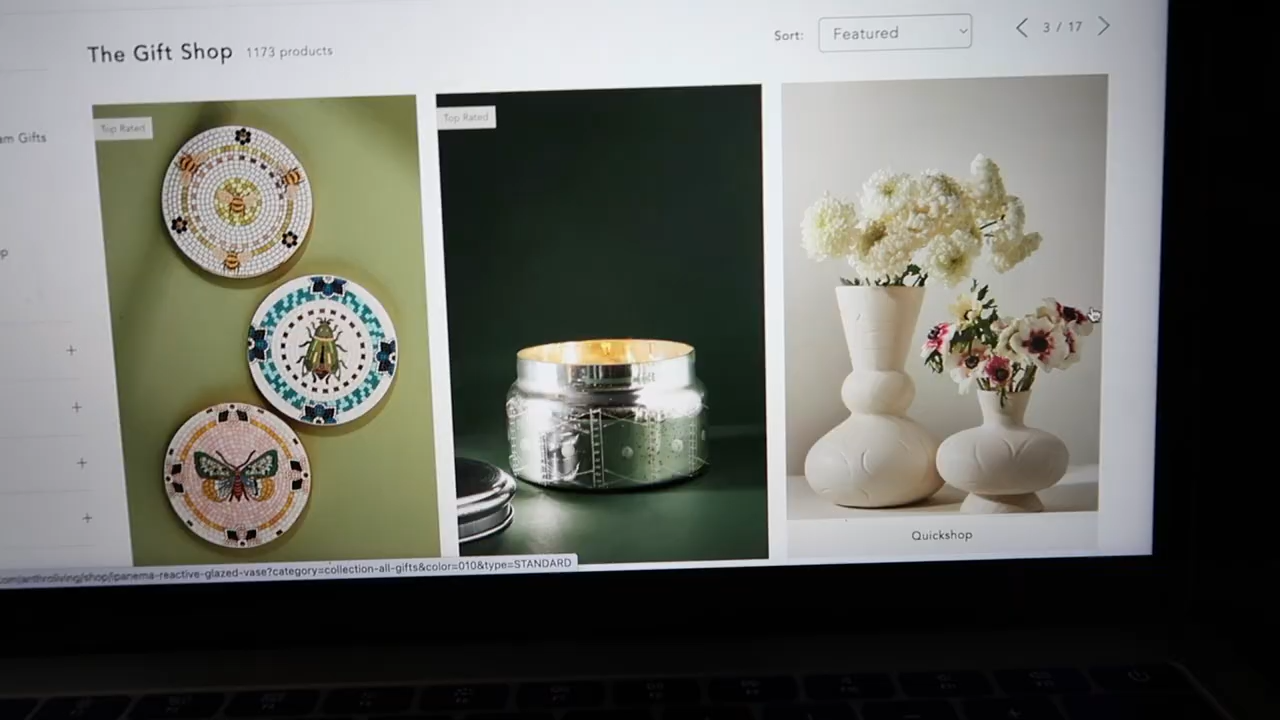 The Gift Shop 1173 products
Sort: Featured
3 / 17
am Gifts
Top Rated
Top Rated
p
+
+
+
+
Quickshop
com/anthroliving/shop/ipanema-reactive-glazed-vase?category=collection-all-gifts&color=010&type=STANDARD